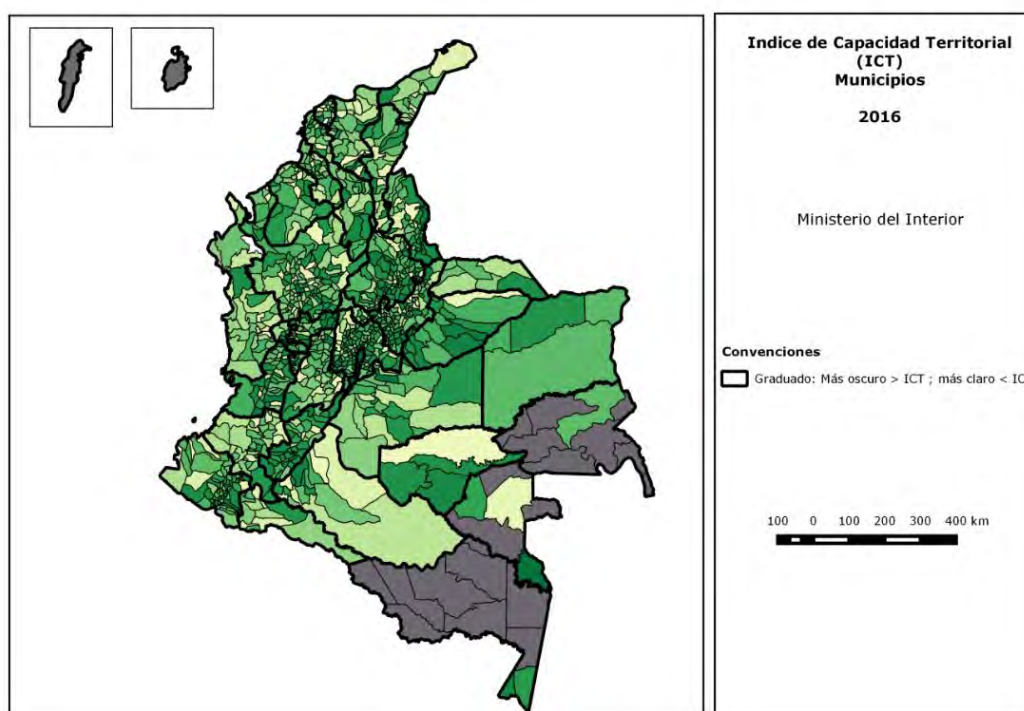 Indice de Capacidad Territorial
(ICT)
Municipios
2016
Ministerio del Interior
Convenciones
Graduado: Más oscuro > ICT ; más claro < IC
100 0 100 200 300 400 km